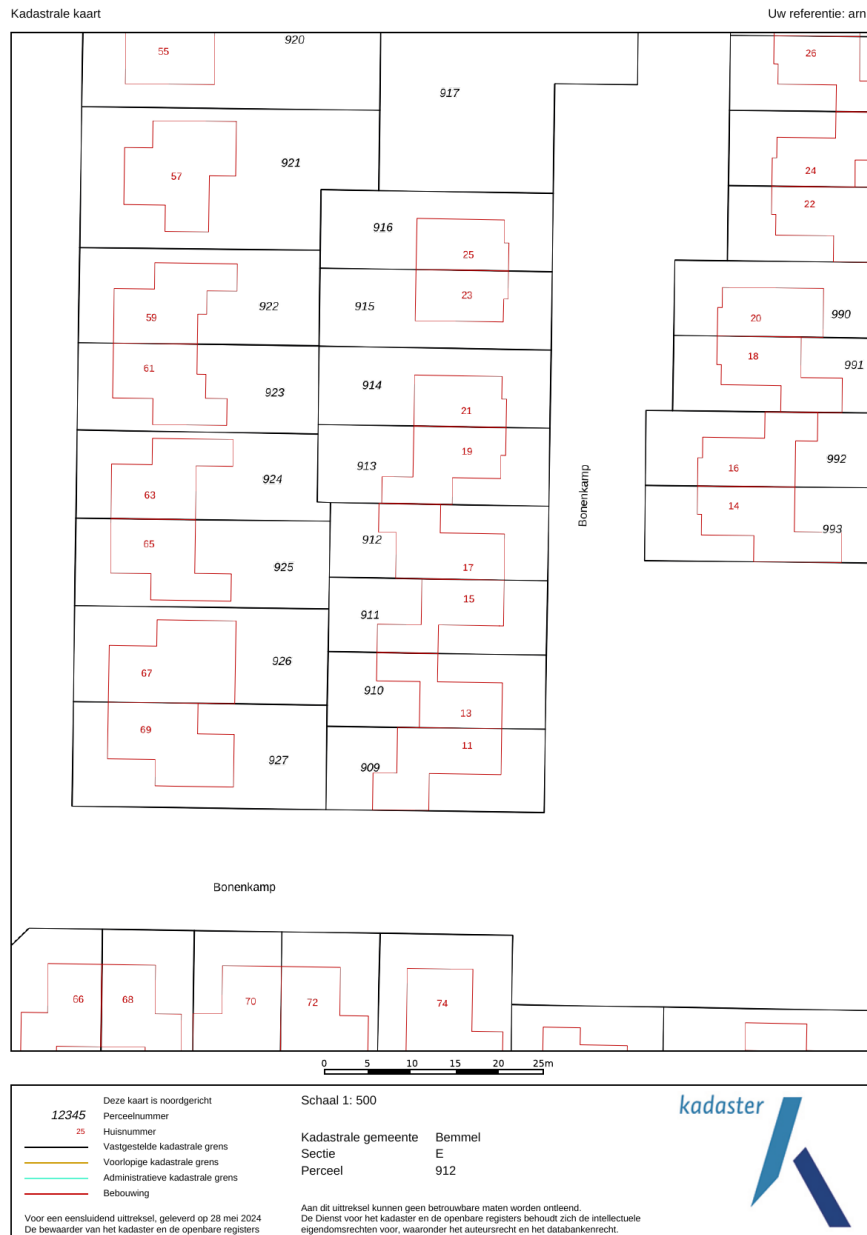 Kadastrale kaart
Uw referentie: arn
55
920
917
26
57
921
24
22
916
25
915
23
59
922
20
990
61
923
18
991
914
21
913
19
63
924
16
992
Bonenkamp
14
993
912
17
65
925
15
911
67
926
910
13
69
927
11
909
Bonenkamp
66
68
70
72
74
0 5 10 15 20 25m
Deze kaart is noordgericht
12345 Perceelnummer
25 Huisnummer
Vastgestelde kadastrale grens
Voorlopige kadastrale grens
Administratieve kadastrale grens
Bebouwing
Voor een eensluidend uittreksel, geleverd op 28 mei 2024
De bewaarder van het kadaster en de openbare registers
Schaal 1: 500
Kadastrale gemeente Bemmel
Sectie E
Perceel 912
Aan dit uittreksel kunnen geen betrouwbare maten worden ontleend.
De Dienst voor het kadaster en de openbare registers behoudt zich de intellectuele
eigendomsrechten voor, waaronder het auteursrecht en het databankenrecht.
kadaster